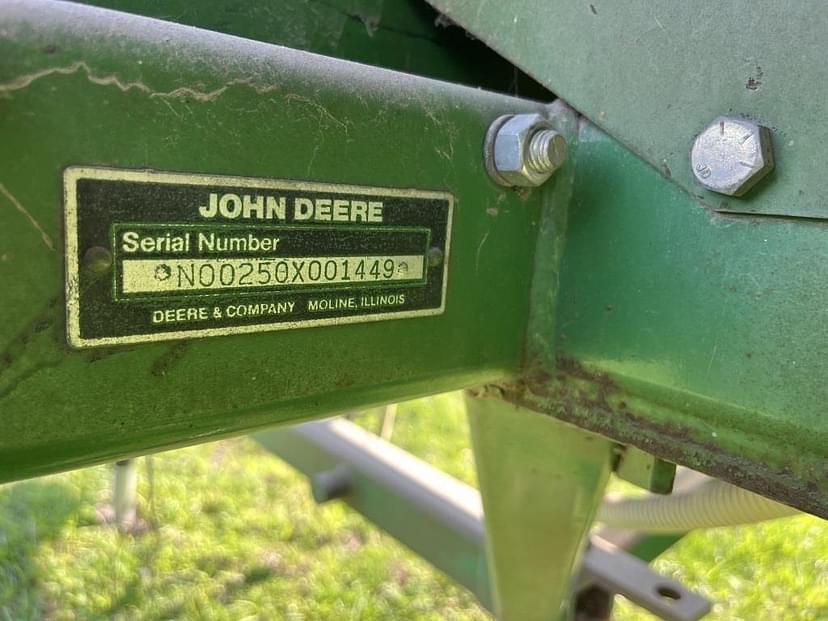 JOHN DEERE
Serial Number
*N00250X001449*
DEERE & COMPANY MOLINE, ILLINOIS